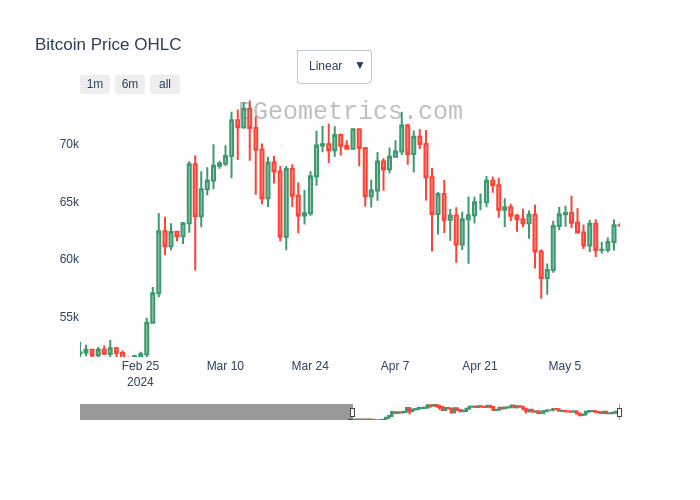 Bitcoin Price OHLC
Linear ▼
1m 6m all
Geometrics.com
70k
65k
60k
55k
Feb 25 Mar 10 Mar 24 Apr 7 Apr 21 May 5
2024